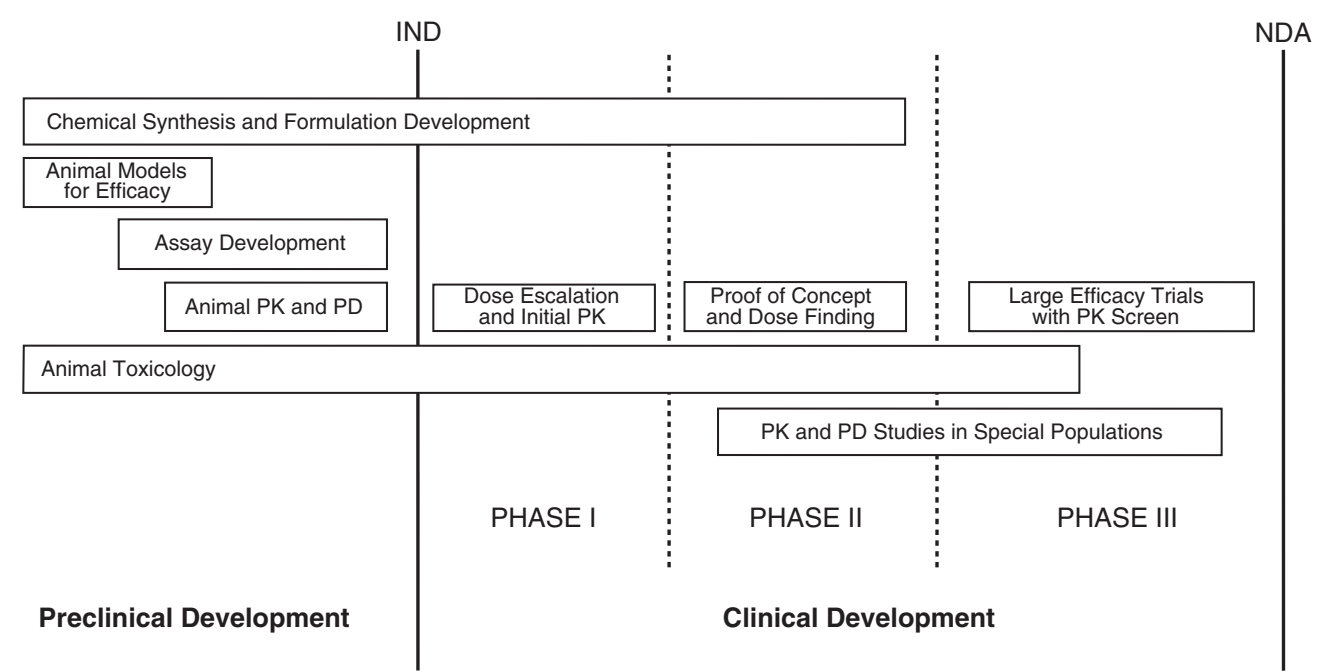 IND
NDA
Chemical Synthesis and Formulation Development
Animal Models
for Efficacy
Assay Development
Animal PK and PD
Dose Escalation
and Initial PK
Proof of Concept
and Dose Finding
Large Efficacy Trials
with PK Screen
Animal Toxicology
PK and PD Studies in Special Populations
PHASE I
PHASE II
PHASE III
Preclinical Development
Clinical Development